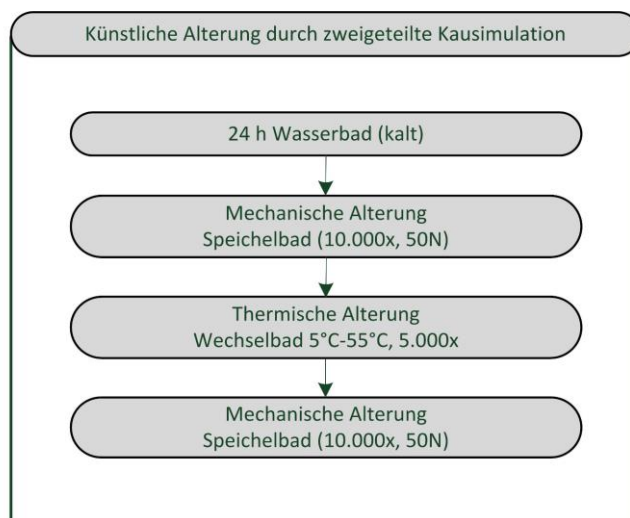 Künstliche Alterung durch zweigeteilte Kausimulation
24 h Wasserbad (kalt)
Mechanische Alterung
Speichelbad (10.000x, 50N)
Thermische Alterung
Wechselbad 5°C-55°C, 5.000x
Mechanische Alterung
Speichelbad (10.000x, 50N)